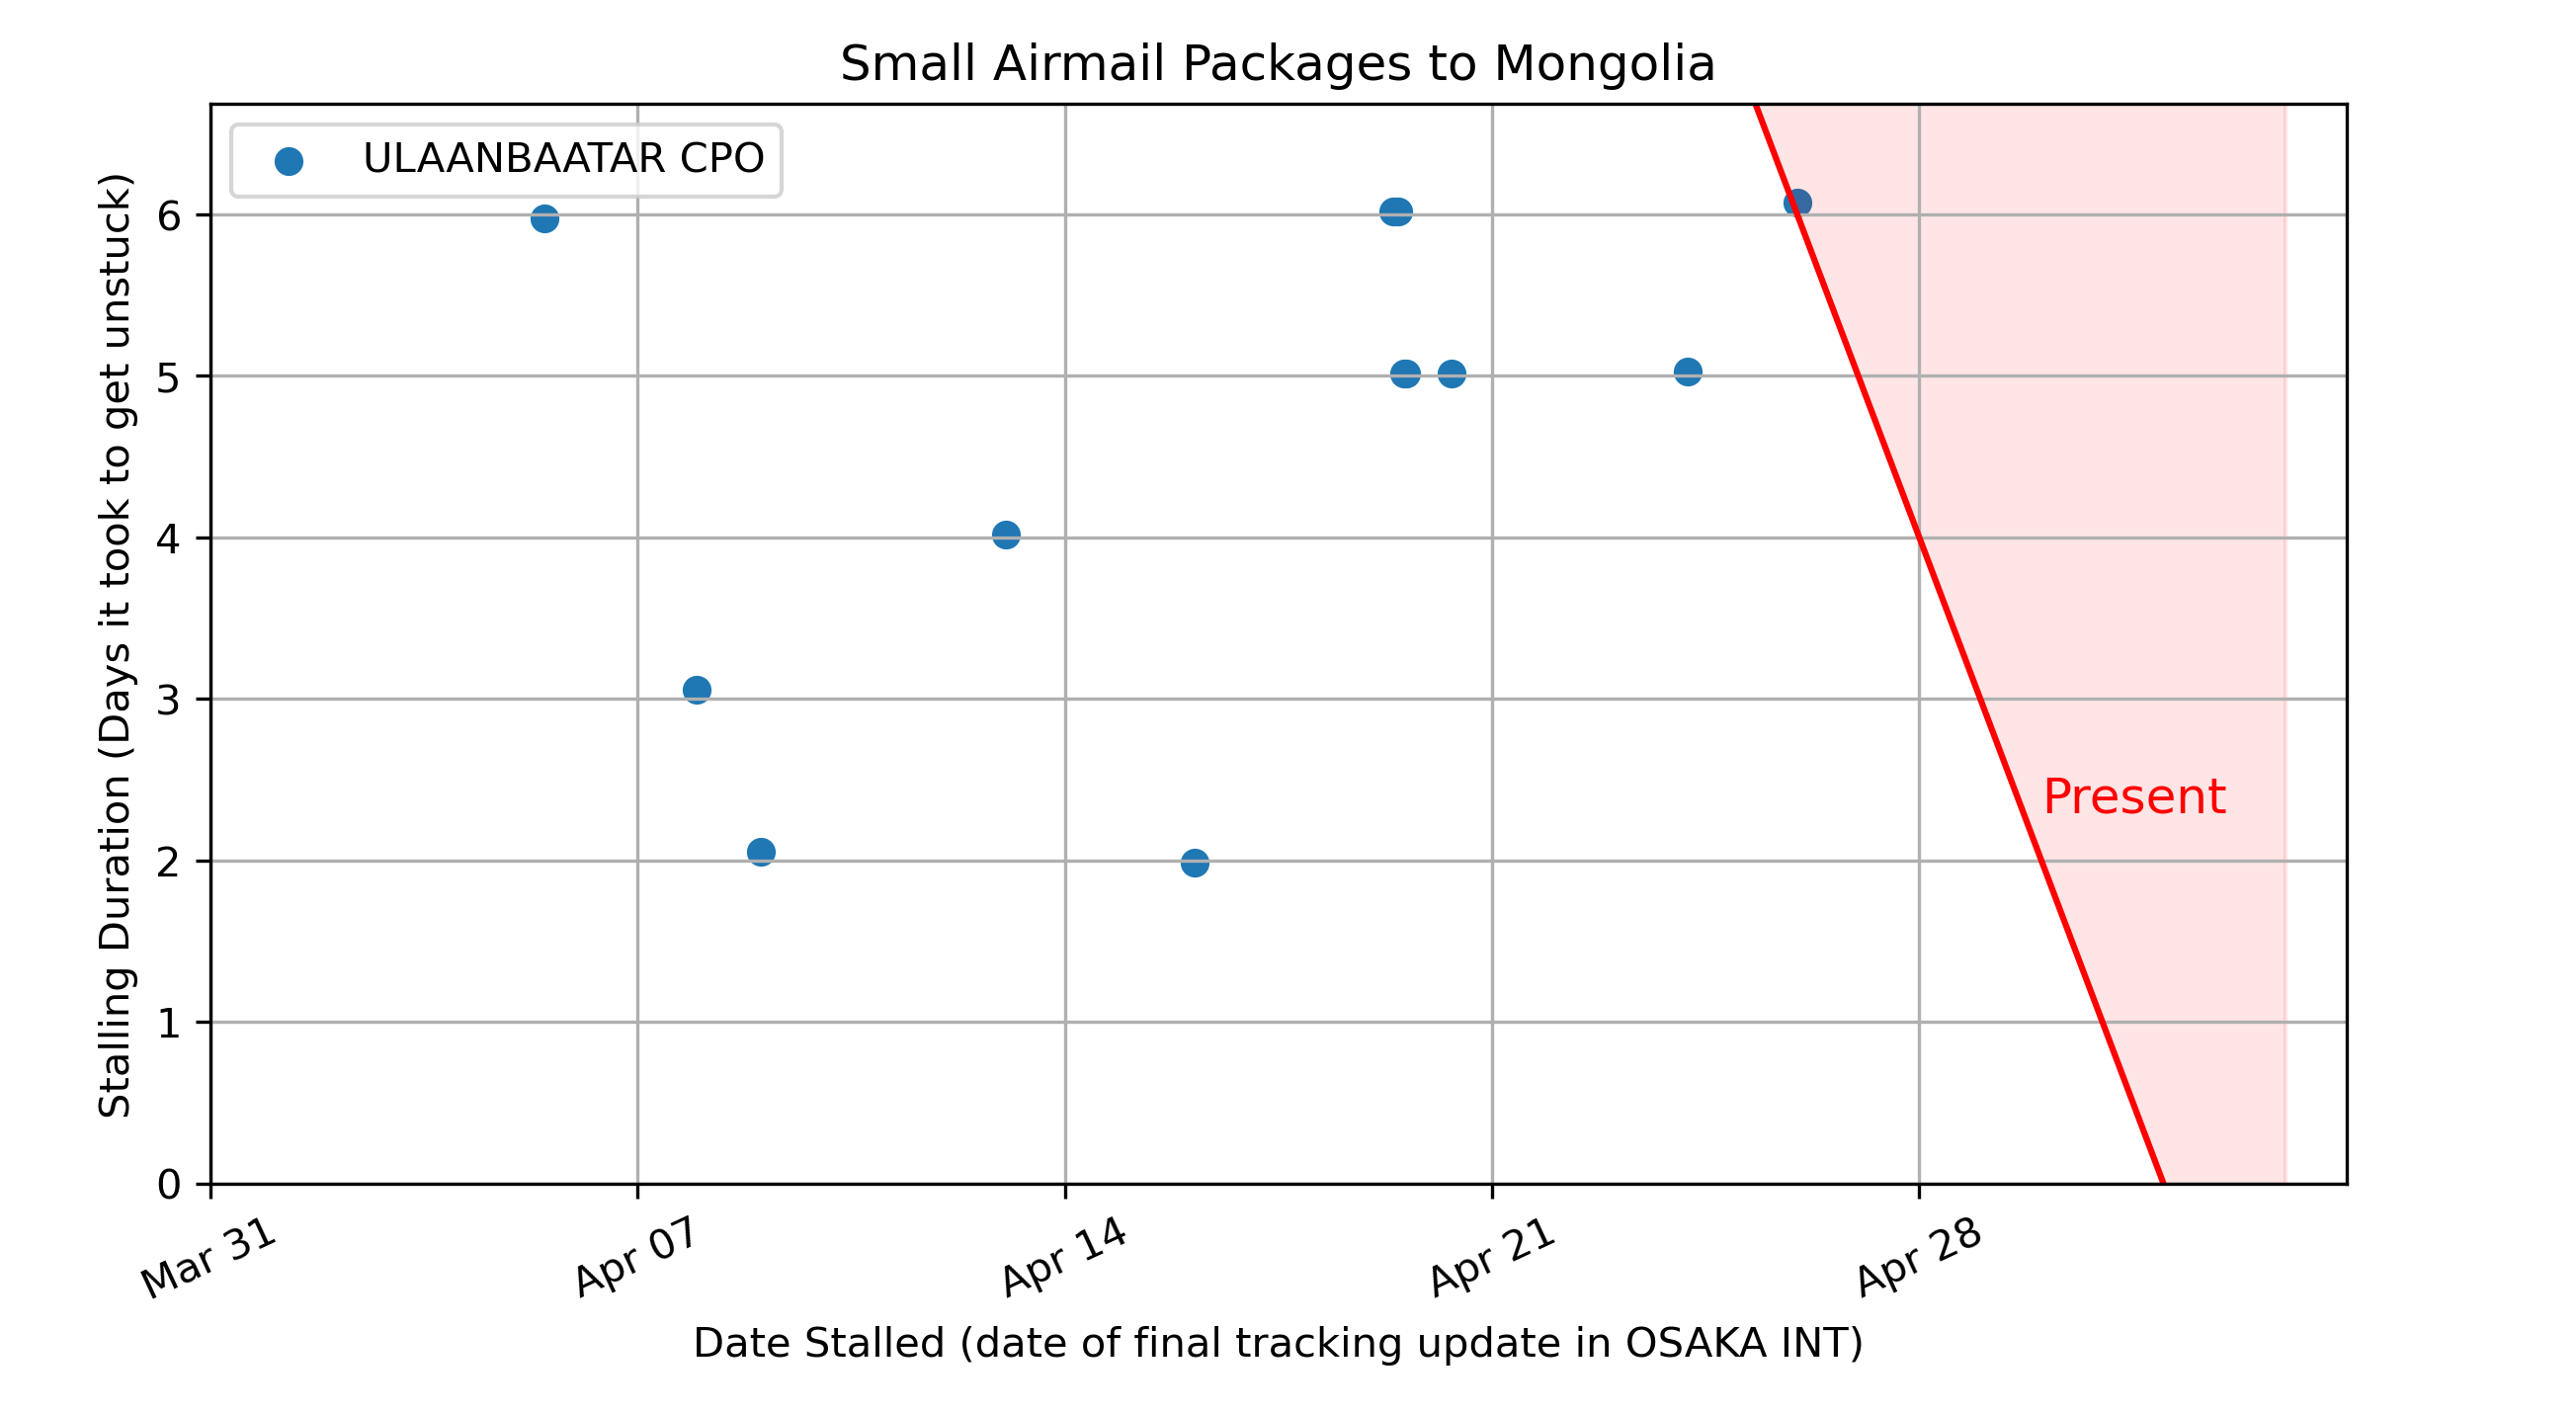 Small Airmail Packages to Mongolia
ULAANBAATAR CPO
Stalling Duration (Days it took to get unstuck)
6
5
4
3
2
1
0
Present
Mar 31
Apr 07
Apr 14
Apr 21
Apr 28
Date Stalled (date of final tracking update in OSAKA INT)